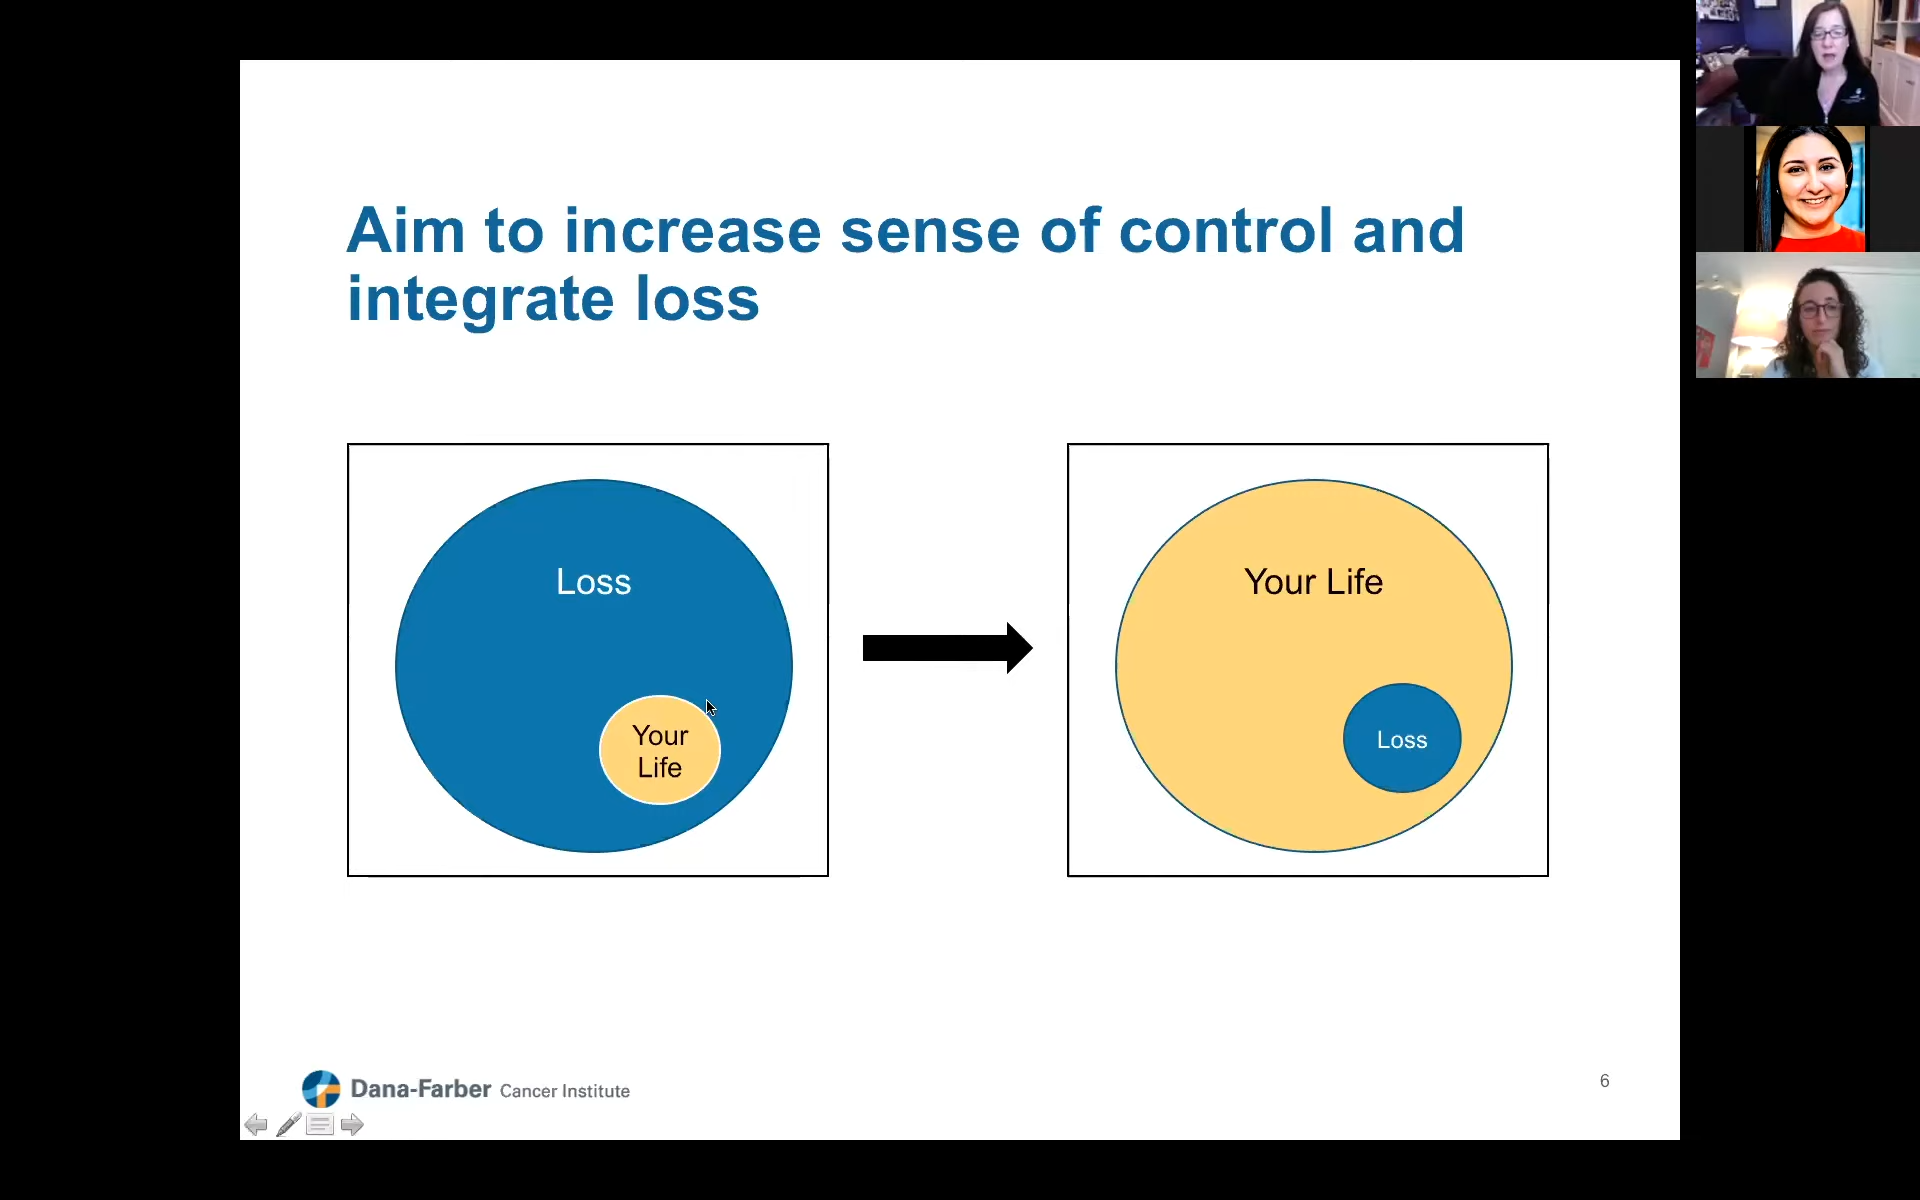 Aim to increase sense of control and
integrate loss
Loss
Your
Life
Your Life
Loss
Dana-Farber Cancer Institute
6